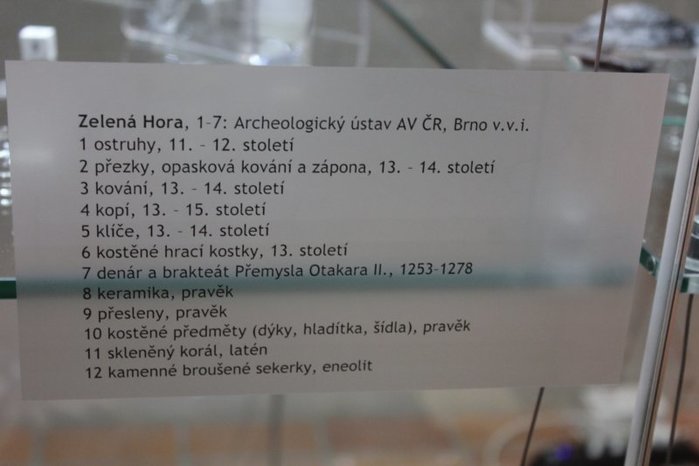 Zelená Hora, 1-7: Archeologický ústav AV ČR, Brno v.v.i.
1 ostruhy, 11. - 12. století
2 přezky, opasková kování a zápona, 13. - 14. století
3 kování, 13. - 14. století
4 kopí, 13. - 15. století
5 klíče, 13. - 14. století
6 kostěné hrací kostky, 13. století
7 denár a brakteát Přemysla Otakara II., 1253-1278
8 keramika, pravěk
9 přesleny, pravěk
10 kostěné předměty (dýky, hladítka, šídla), pravěk
11 skleněný korál, latén
12 kamenné broušené sekerky, eneolit